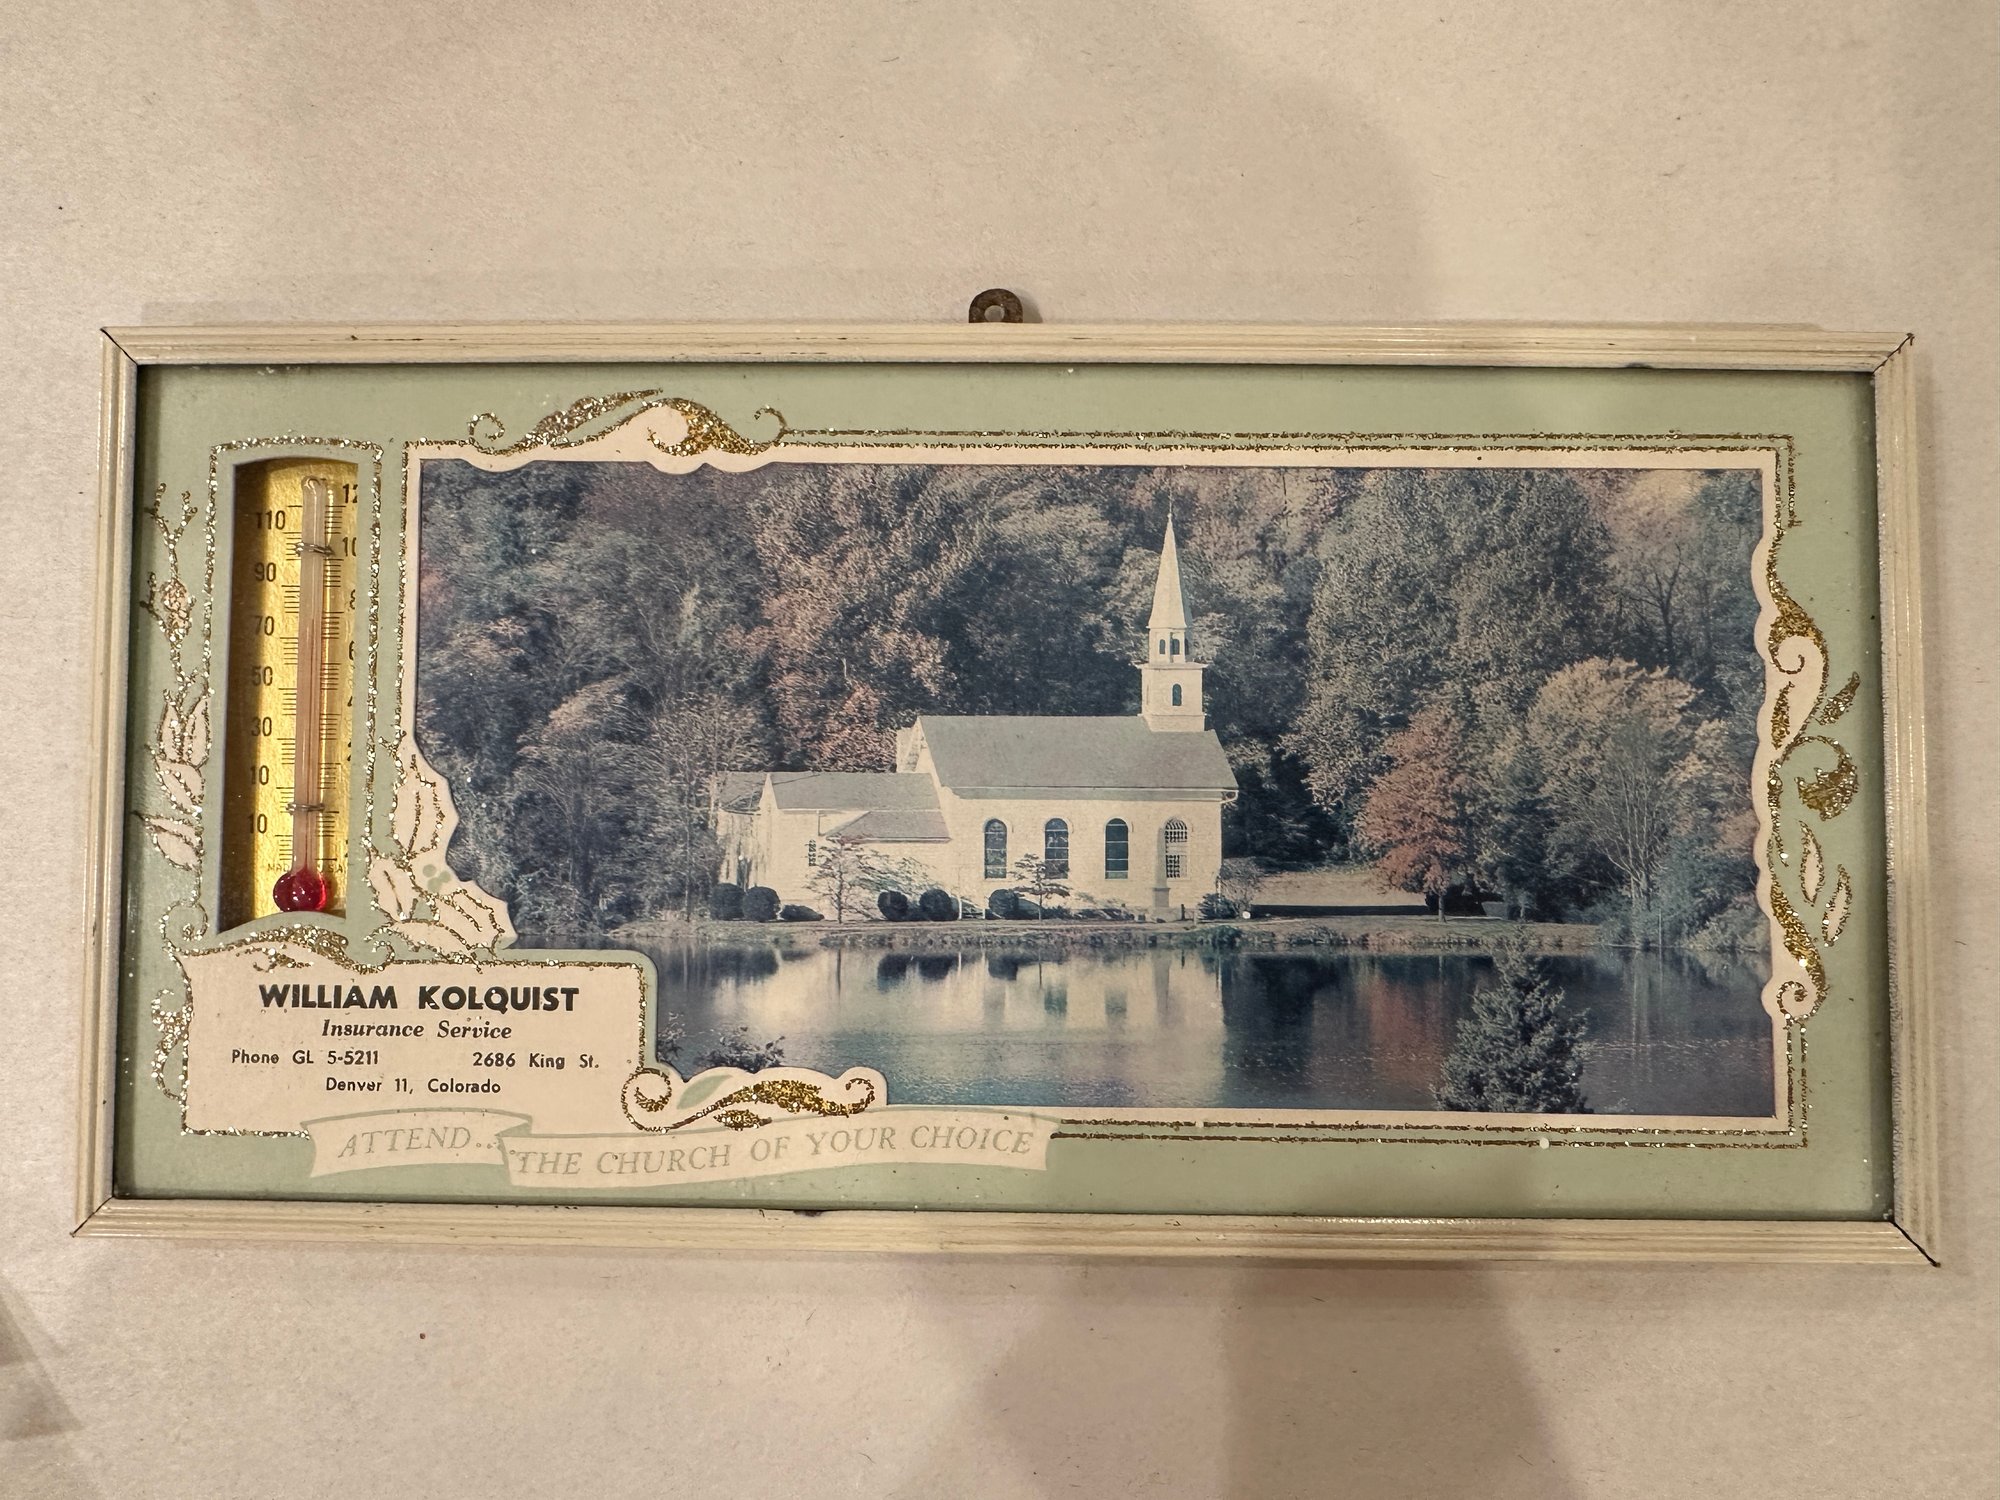 110
90
70
50
30
10
10
WILLIAM KOLQUIST
Insurance Service
Phone GL 5-5211 2686 King St.
Denver 11, Colorado
ATTEND...
THE CHURCH OF YOUR CHOICE